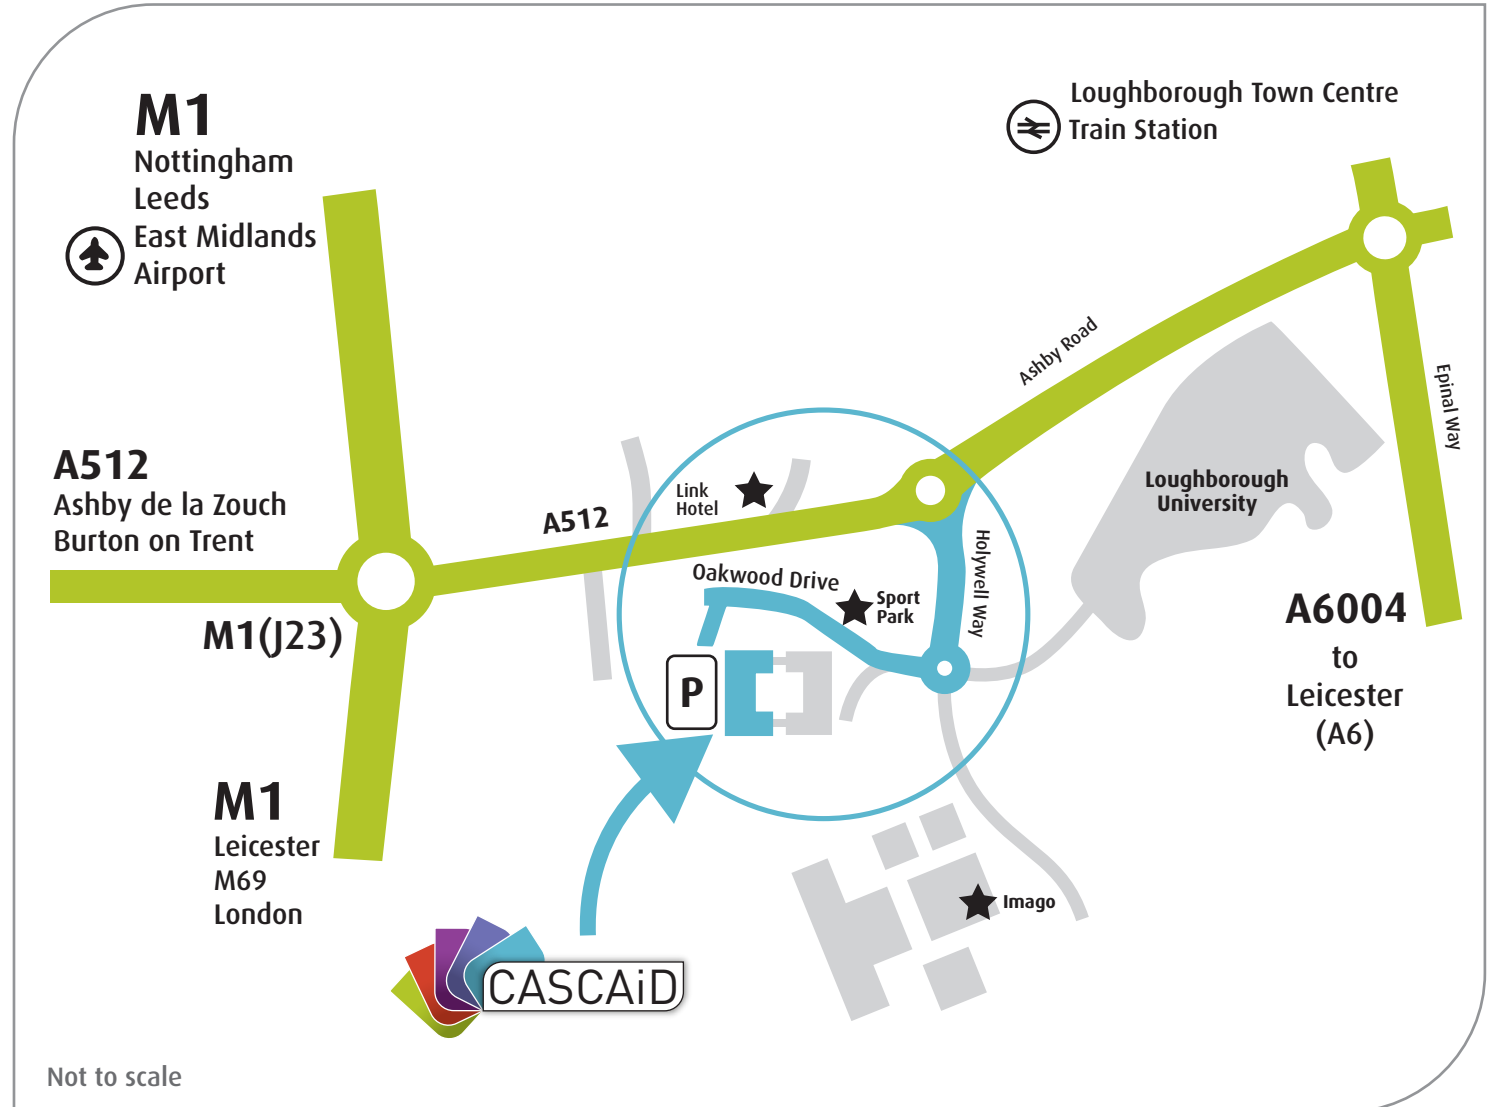 M1
Nottingham
Leeds
East Midlands
Airport
Loughborough Town Centre
Train Station
Ashby Road
Epinal Way
A512
Ashby de la Zouch
Burton on Trent
A512
Link
Hotel
Loughborough
University
Holywell Way
Oakwood Drive
Sport
Park
M1(J23)
A6004
to
Leicester
(A6)
P
M1
Leicester
M69
London
Imago
CASCAiD
Not to scale